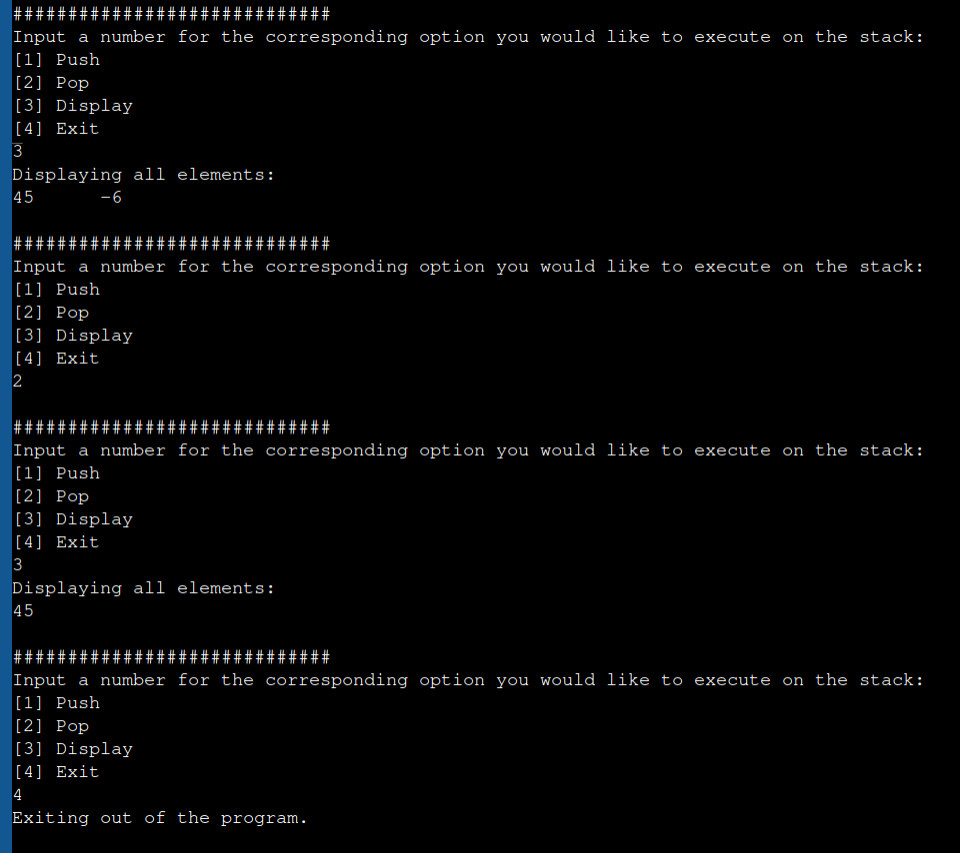 #############################
Input a number for the corresponding option you would like to execute on the stack:
[1] Push
[2] Pop
[3] Display
[4] Exit
3
Displaying all elements:
45      -6
#############################
Input a number for the corresponding option you would like to execute on the stack:
[1] Push
[2] Pop
[3] Display
[4] Exit
2
#############################
Input a number for the corresponding option you would like to execute on the stack:
[1] Push
[2] Pop
[3] Display
[4] Exit
3
Displaying all elements:
45
#############################
Input a number for the corresponding option you would like to execute on the stack:
[1] Push
[2] Pop
[3] Display
[4] Exit
4
Exiting out of the program.